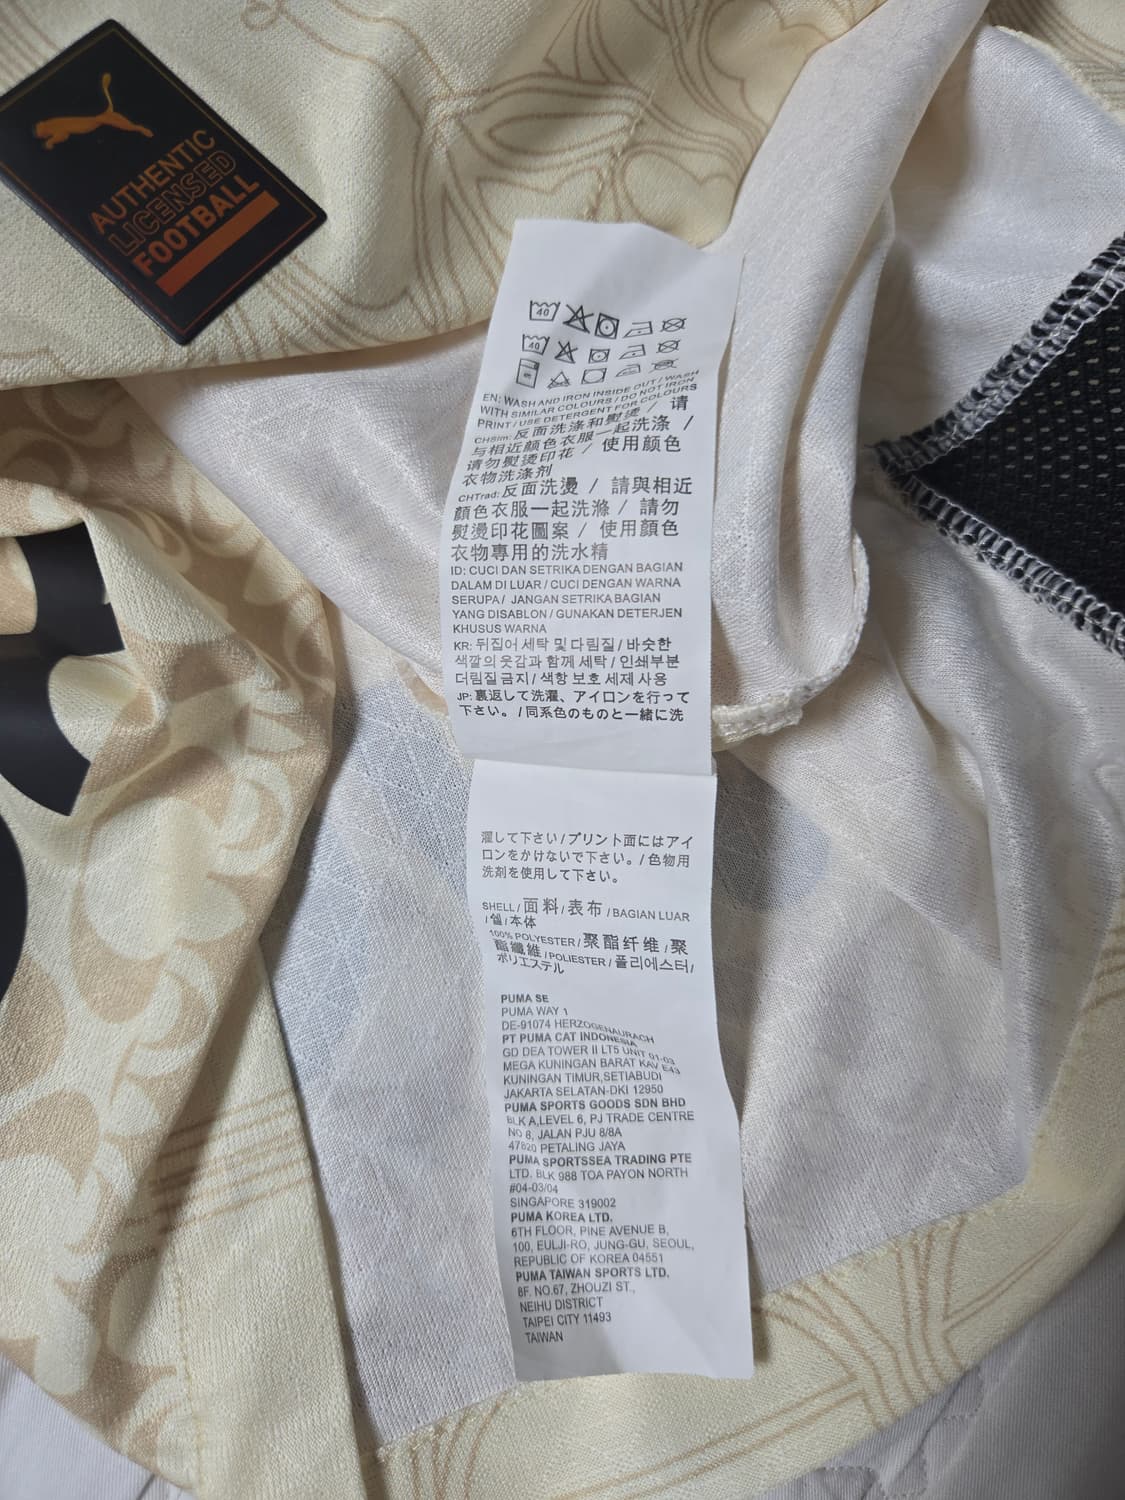 AUTHENTIC
LICENSED
FOOTBALL
40
40
EN: WASH AND IRON INSIDE OUT / WASH
WITH SIMILAR COLOURS / DO NOT IRON
PRINT / USE DETERGENT FOR COLOURS
CHSim: 反面洗涤和熨烫 / 请
与相近颜色衣服一起洗涤 /
请勿熨烫印花 / 使用颜色
衣物洗涤剂
CHTrad: 反面洗燙 / 請與相近
顏色衣服一起洗滌 / 請勿
熨燙印花圖案 / 使用顏色
衣物專用的洗水精
ID: CUCI DAN SETRIKA DENGAN BAGIAN
DALAM DI LUAR / CUCI DENGAN WARNA
SERUPA / JANGAN SETRIKA BAGIAN
YANG DISABLON / GUNAKAN DETERJEN
KHUSUS WARNA
KR: 뒤집어 세탁 및 다림질 / 바슷한
색깔의 옷감과 함께 세탁 / 인쇄부분
더림질 금지 / 색항 보호 세제 사용
JP: 裏返して洗濯、アイロンを行って
下さい。/ 同系色のものと一緒に洗
濯して下さい / プリント面にはアイ
ロンをかけないで下さい。/ 色物用
洗剤を使用して下さい。
SHELL / 面料 / 表布 / BAGIAN LUAR
/ 쉘 / 本体
100% POLYESTER / 聚酯纤维 / 聚
酯纖維 / POLIESTER / 폴리에스터 /
ポリエステル
PUMA SE
PUMA WAY 1
DE-91074 HERZOGENAURACH
PT PUMA CAT INDONESIA
GD DEA TOWER II LT5 UNIT 01-03
MEGA KUNINGAN BARAT KAV E43
KUNINGAN TIMUR,SETIABUDI
JAKARTA SELATAN-DKI 12950
PUMA SPORTS GOODS SDN BHD
BLK A,LEVEL 6, PJ TRADE CENTRE
NO 8, JALAN PJU 8/8A
47820 PETALING JAYA
PUMA SPORTSSEA TRADING PTE
LTD. BLK 988 TOA PAYON NORTH
#04-03/04
SINGAPORE 319002
PUMA KOREA LTD.
6TH FLOOR, PINE AVENUE B,
100, EULJI-RO, JUNG-GU, SEOUL,
REPUBLIC OF KOREA 04551
PUMA TAIWAN SPORTS LTD.
8F. NO.67, ZHOUZI ST.,
NEIHU DISTRICT
TAIPEI CITY 11493
TAIWAN